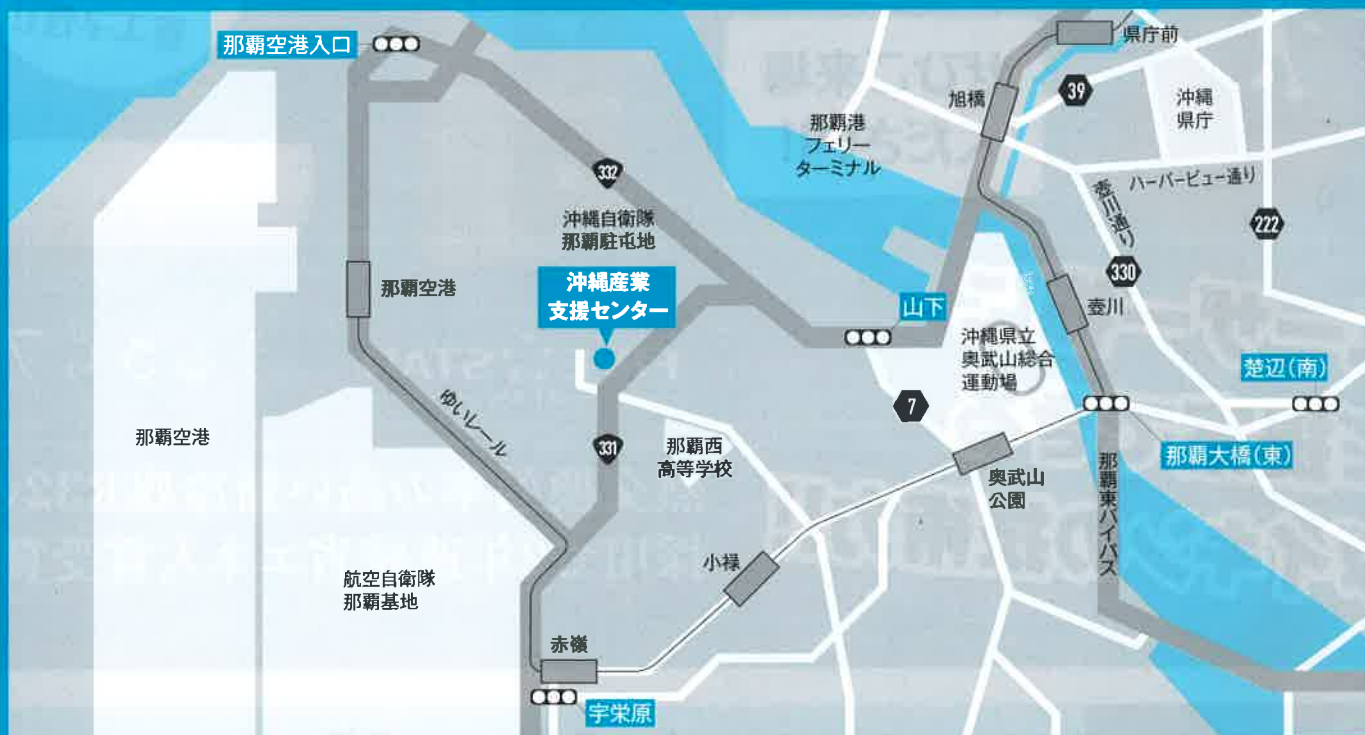 那覇空港入口
県庁前
旭橋
39
沖縄
県庁
那覇港
フェリー
ターミナル
332
ハーバービュー通り
壺川通り
沖縄自衛隊
那覇駐屯地
222
330
那覇空港
沖縄産業
支援センター
山下
壺川
沖縄県立
奥武山総合
運動場
楚辺(南)
ゆいレール
7
那覇空港
331
那覇西
高等学校
那覇大橋(東)
奥武山
公園
那覇東バイパス
小禄
航空自衛隊
那覇基地
赤嶺
宇栄原